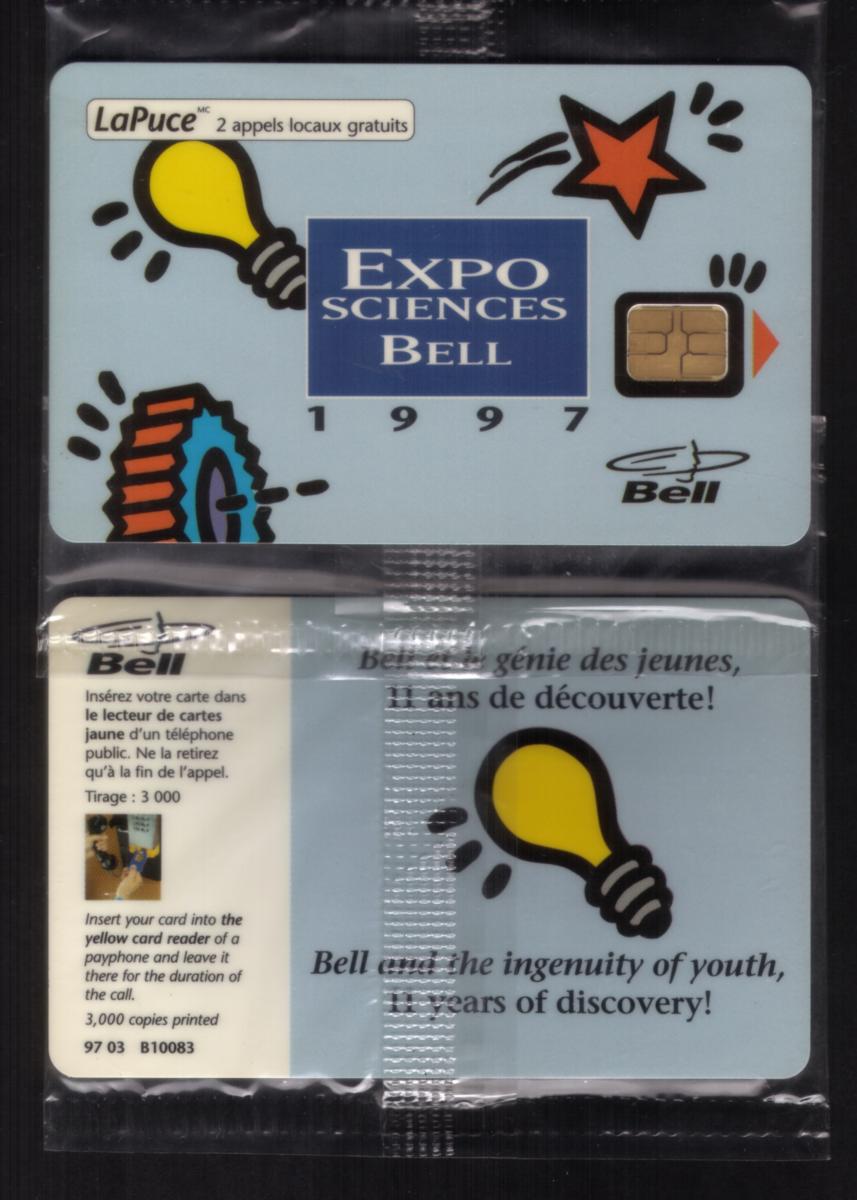 LaPuce MC 2 appels locaux gratuits
EXPO
SCIENCES
BELL
1 9 9 7
Bell
Bell
Insérez votre carte dans
le lecteur de cartes
jaune d'un téléphone
public. Ne la retirez
qu'à la fin de l'appel.
Tirage : 3 000
Insert your card into the
yellow card reader of a
payphone and leave it
there for the duration of
the call.
3,000 copies printed
97 03 B10083
Bell et le génie des jeunes,
11 ans de découverte!
Bell and the ingenuity of youth,
11 years of discovery!